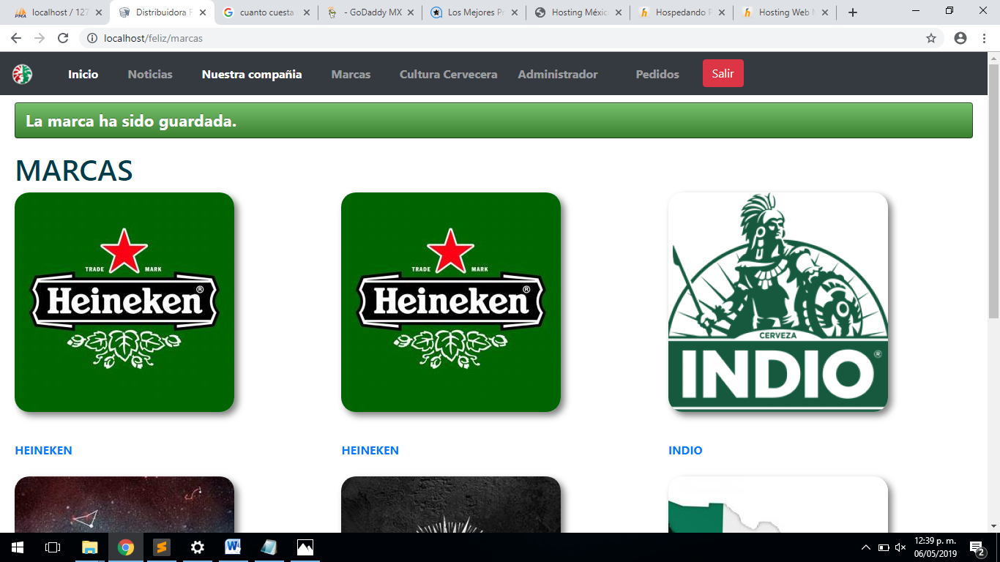 localhost / 127
Distribuidora F
cuanto cuesta
- GoDaddy MX
Los Mejores Pr
Hosting Méxic
Hospedando P
Hosting Web M
localhost/feliz/marcas
Inicio
Noticias
Nuestra compañia
Marcas
Cultura Cervecera
Administrador
Pedidos
Salir
La marca ha sido guardada.
MARCAS
TRADE MARK
Heineken®
TRADE MARK
Heineken®
CERVEZA
INDIO®
HEINEKEN
HEINEKEN
INDIO
12:39 p. m.
06/05/2019
2